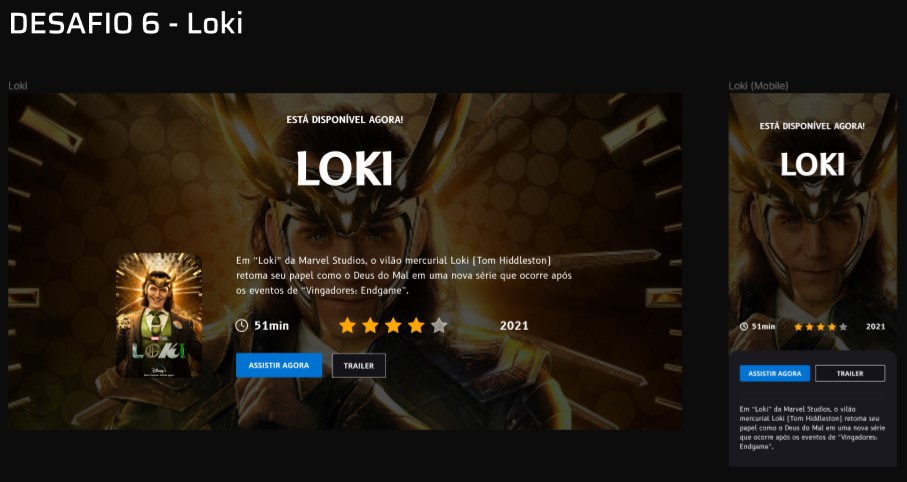 DESAFIO 6 - Loki
Loki
ESTÁ DISPONÍVEL AGORA!
LOKI
Em “Loki” da Marvel Studios, o vilão mercurial Loki [Tom Hiddleston]
retoma seu papel como o Deus do Mal em uma nova série que ocorre após
os eventos de “Vingadores: Endgame”.
51min
2021
ASSISTIR AGORA
TRAILER
LOKI
Disney+
Loki (Mobile)
ESTÁ DISPONÍVEL AGORA!
LOKI
51min
2021
ASSISTIR AGORA
TRAILER
Em “Loki” da Marvel Studios, o vilão
mercurial Loki [Tom Hiddleston] retoma seu
papel como o Deus do Mal em uma nova série
que ocorre após os eventos de “Vingadores:
Endgame”.